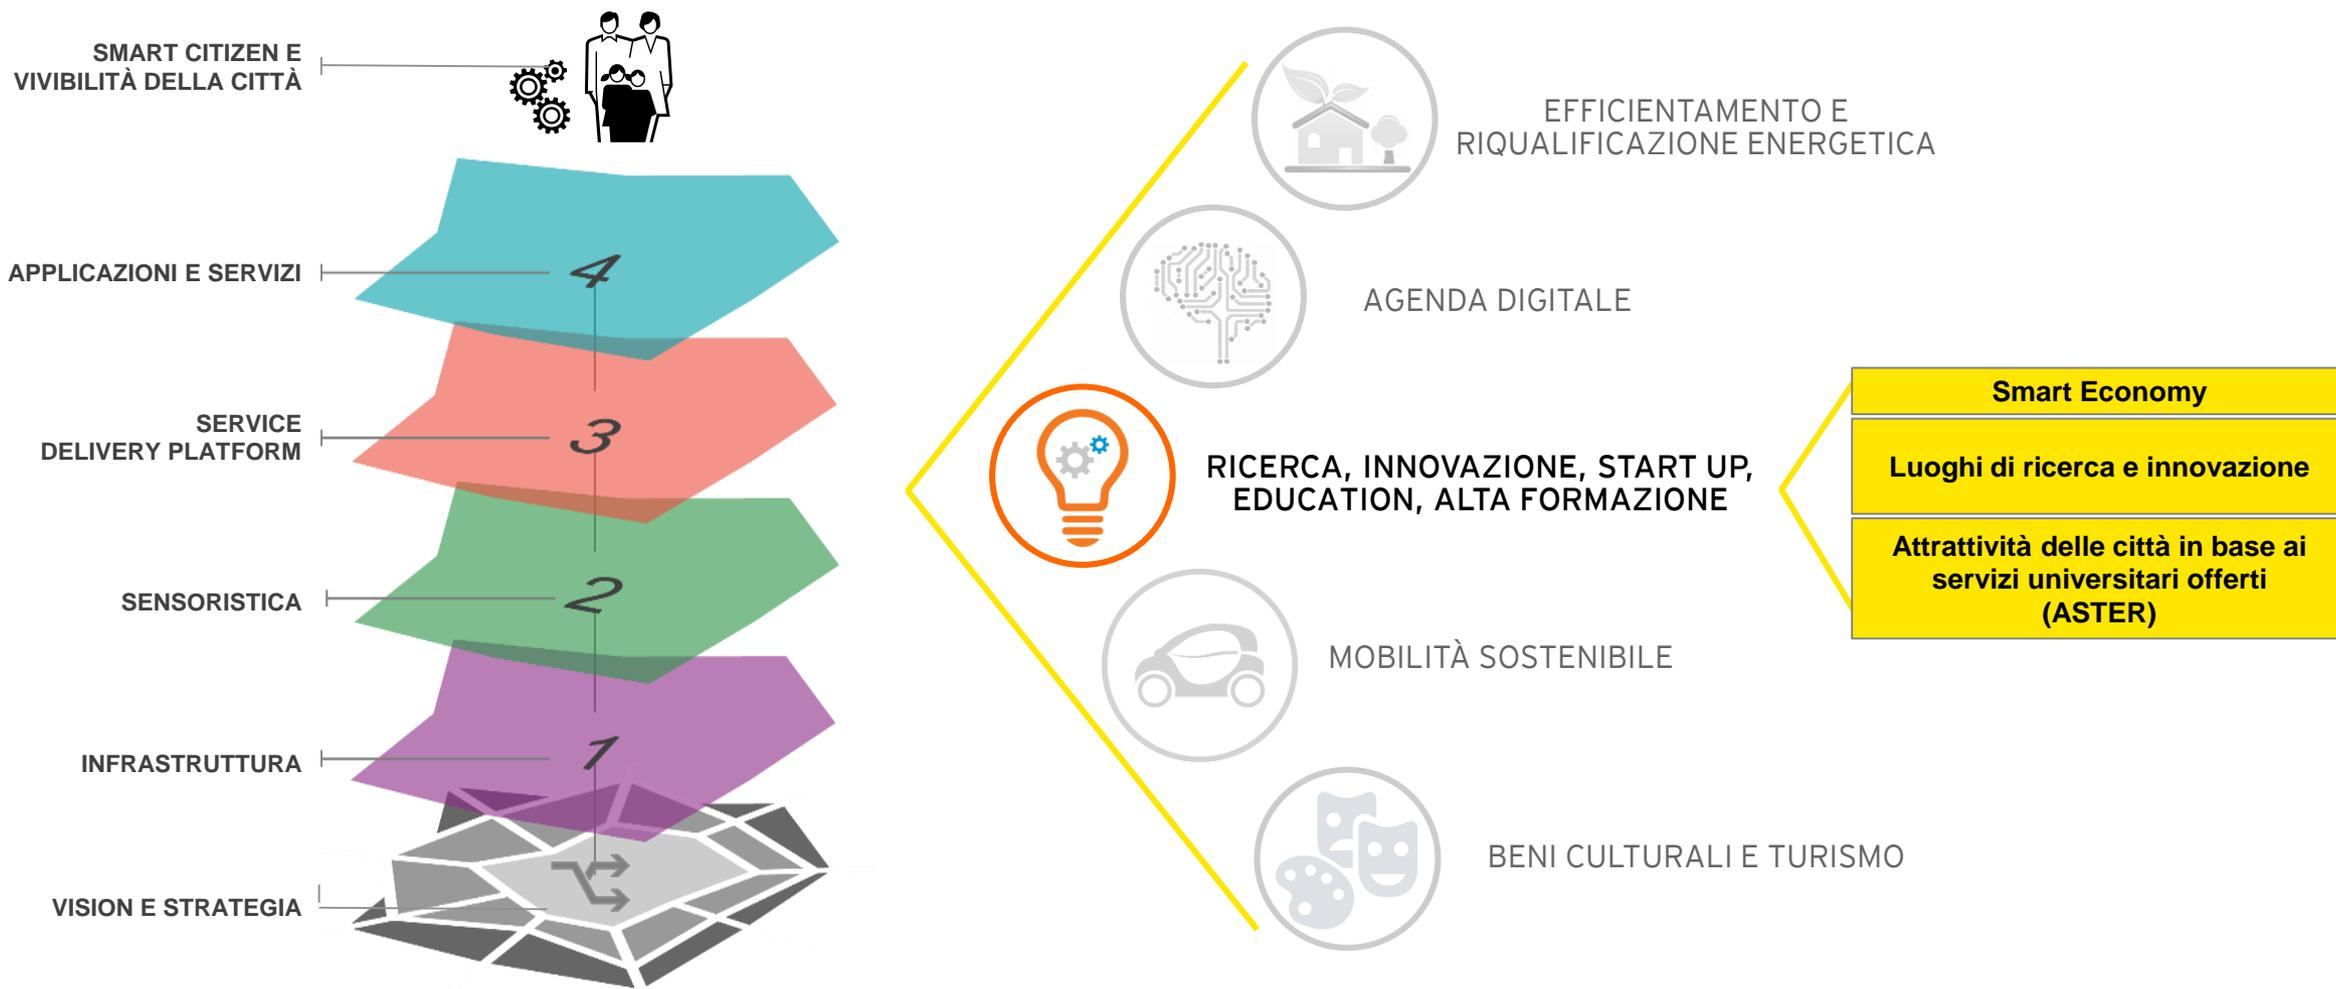 SMART CITIZEN E
VIVIBILITÀ DELLA CITTÀ
APPLICAZIONI E SERVIZI
4
SERVICE
DELIVERY PLATFORM
3
SENSORISTICA
2
INFRASTRUTTURA
1
VISION E STRATEGIA
EFFICIENTAMENTO E
RIQUALIFICAZIONE ENERGETICA
AGENDA DIGITALE
RICERCA, INNOVAZIONE, START UP,
EDUCATION, ALTA FORMAZIONE
MOBILITÀ SOSTENIBILE
BENI CULTURALI E TURISMO
Smart Economy
Luoghi di ricerca e innovazione
Attrattività delle città in base ai
servizi universitari offerti
(ASTER)